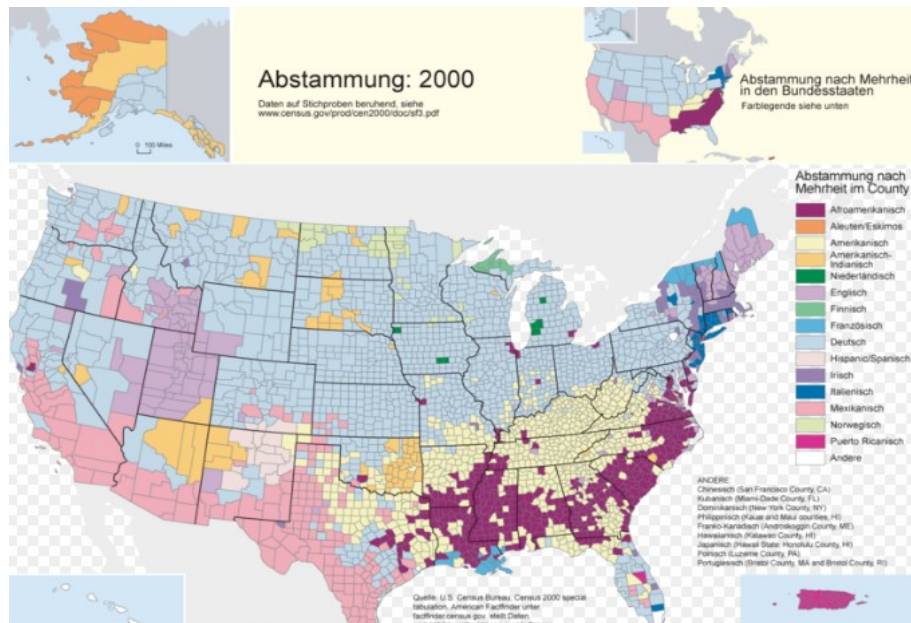 Abstammung: 2000
Daten auf Stichproben beruhend, siehe
www.census.gov/prod/cen2000/doc/sf3.pdf
0 100 Miles
Abstammung nach Mehrheit
in den Bundesstaaten
Farblegende siehe unten
Abstammung nach
Mehrheit im County
Afroamerikanisch
Aleuten/Eskimos
Amerikanisch
Amerikanisch-
Indianisch
Niederländisch
Englisch
Finnisch
Französisch
Deutsch
Hispanic/Spanisch
Irisch
Italienisch
Mexikanisch
Norwegisch
Puerto Ricanisch
Andere
ANDERE
Chinesisch (San Francisco County, CA)
Kubanisch (Miami-Dade County, FL)
Dominikanisch (New York County, NY)
Philippinisch (Kauai and Maui counties, HI)
Franko-Kanadisch (Androskoggin County, ME)
Hawaiianisch (Kalawao County, HI)
Japanisch (Hawaii State: Honolulu County, HI)
Polnisch (Luzerne County, PA)
Portugiesisch (Bristol County, MA and Bristol County, RI)
Quelle: U.S. Census Bureau, Census 2000 special
tabulation. American Factfinder unter
factfinder.census.gov. stellt Daten